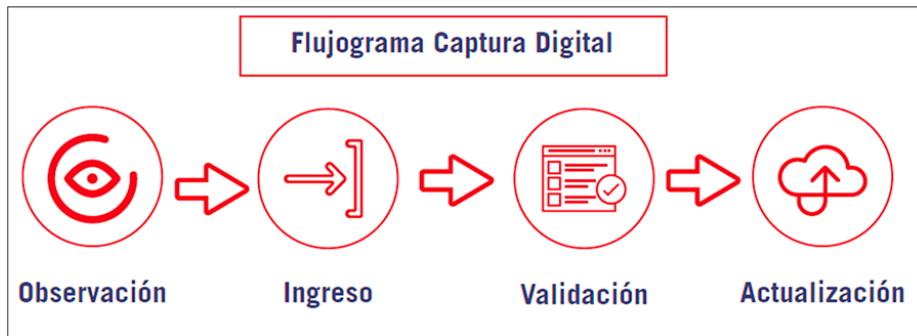 Flujograma Captura Digital
Observación
Ingreso
Validación
Actualización